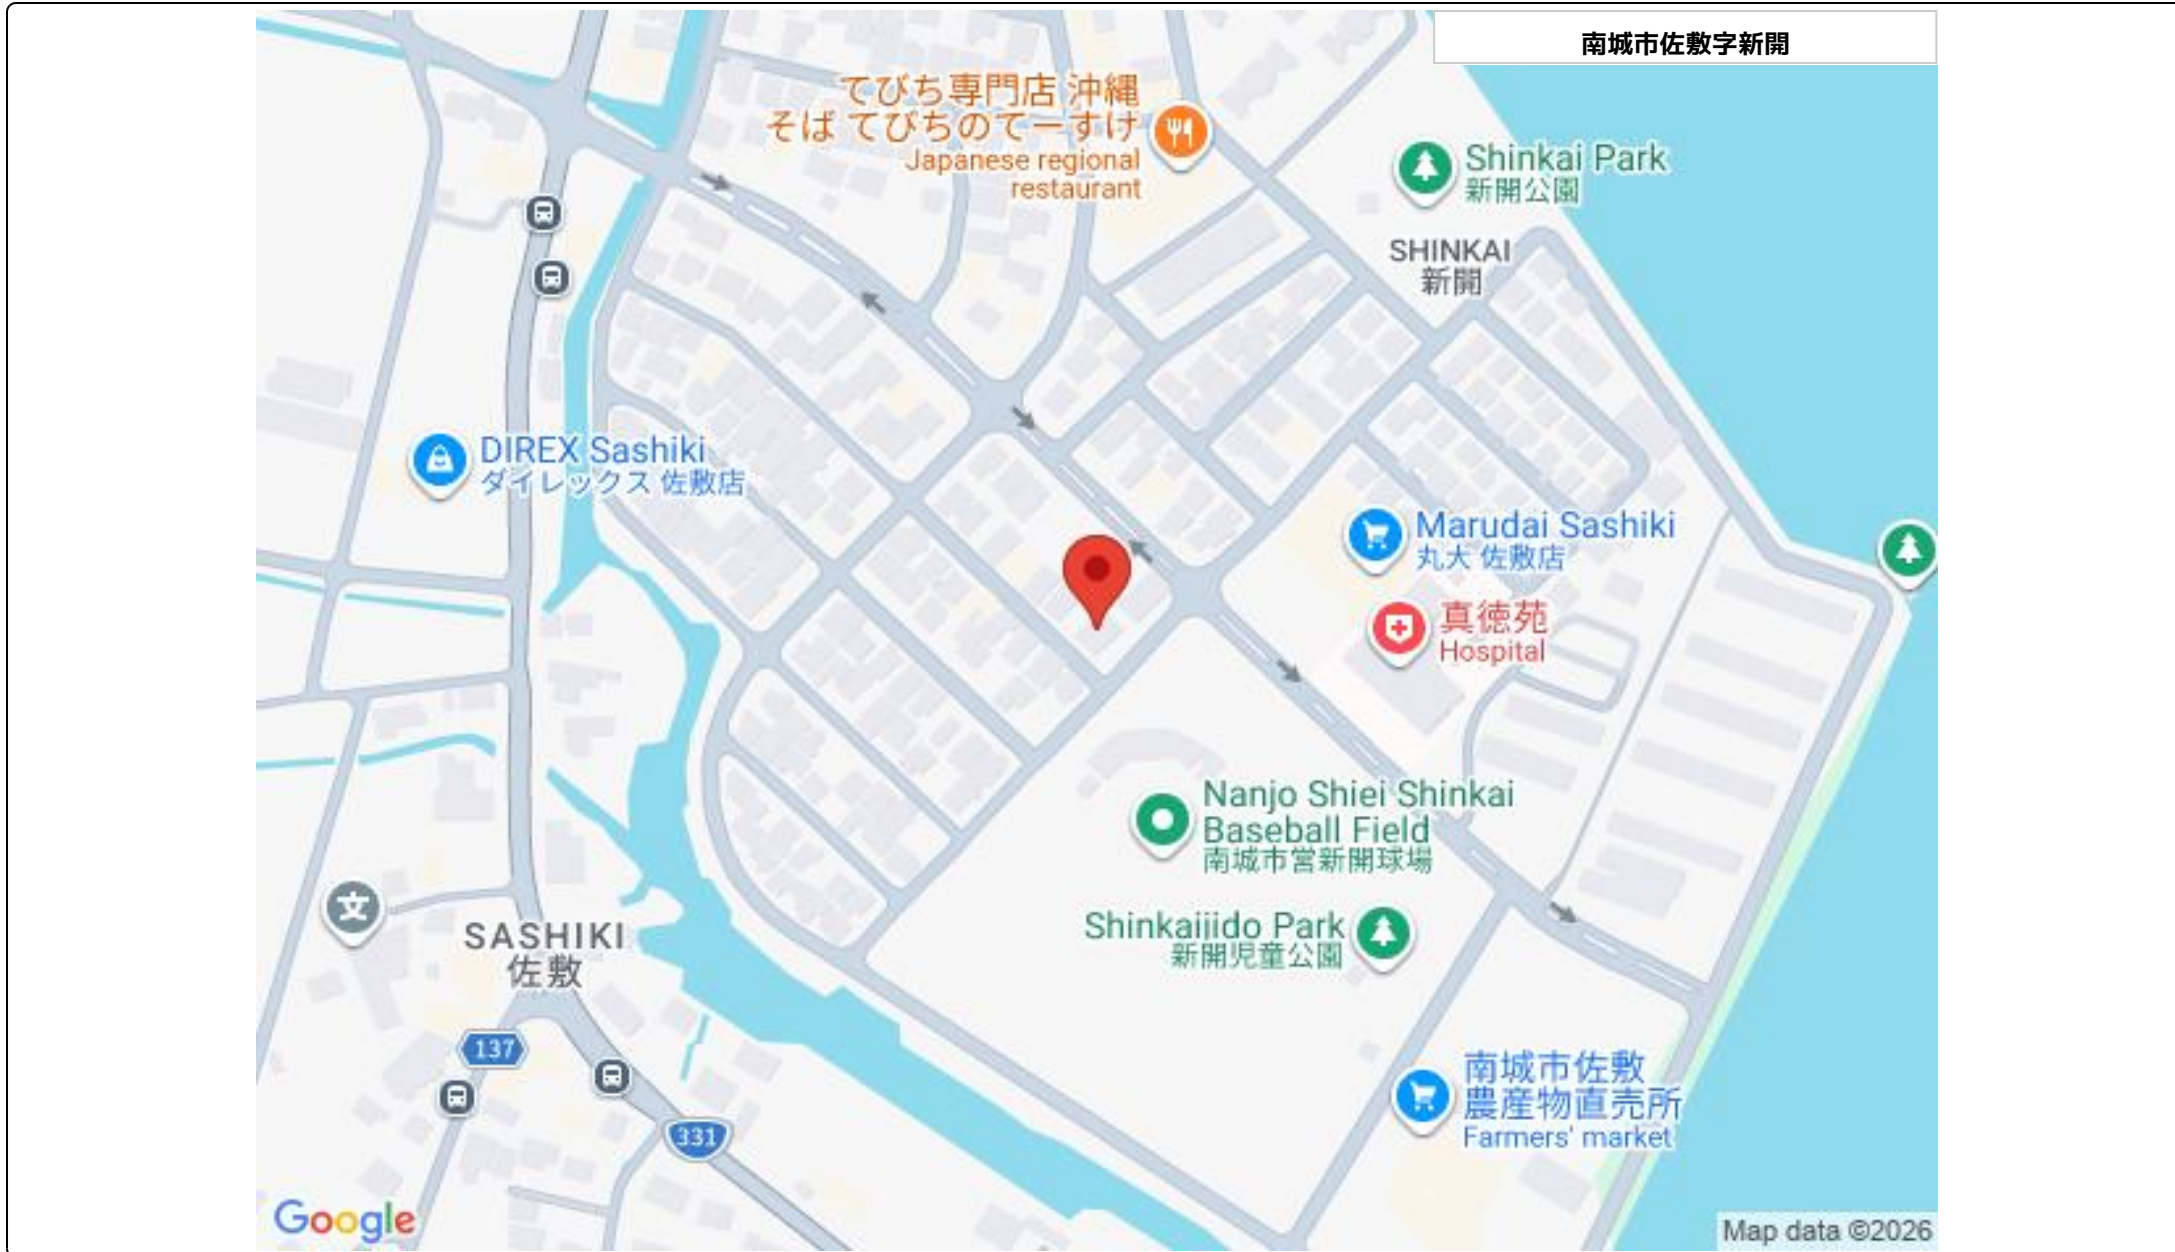 南城市佐敷字新開
てびち専門店 沖縄
そば てびちのてーすけ
Japanese regional
restaurant
Shinkai Park
新開公園
SHINKAI
新開
DIREX Sashiki
ダイレックス 佐敷店
Marudai Sashiki
丸大 佐敷店
真徳苑
Hospital
Nanjo Shiei Shinkai
Baseball Field
南城市営新開球場
文
SASHIKI
佐敷
Shinkaijido Park
新開児童公園
137
331
南城市佐敷
農産物直売所
Farmers' market
Google
Map data ©2026